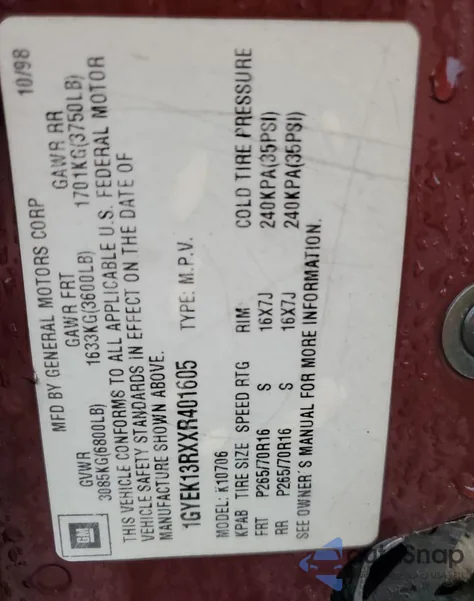 GM
MFD BY GENERAL MOTORS CORP 10/98
GVWR GAWR FRT GAWR RR
3085KG(6800LB) 1633KG(3600LB) 1701KG(3750LB)
THIS VEHICLE CONFORMS TO ALL APPLICABLE U.S. FEDERAL MOTOR
VEHICLE SAFETY STANDARDS IN EFFECT ON THE DATE OF
MANUFACTURE SHOWN ABOVE.
1GYEK13RXXR401605 TYPE: M.P.V.
MODEL: K10706
KPAB TIRE SIZE SPEED RTG RIM COLD TIRE PRESSURE
FRT P265/70R16 S 16X7J 240KPA(35PSI)
RR P265/70R16 S 16X7J 240KPA(35PSI)
SEE OWNER'S MANUAL FOR MORE INFORMATION.